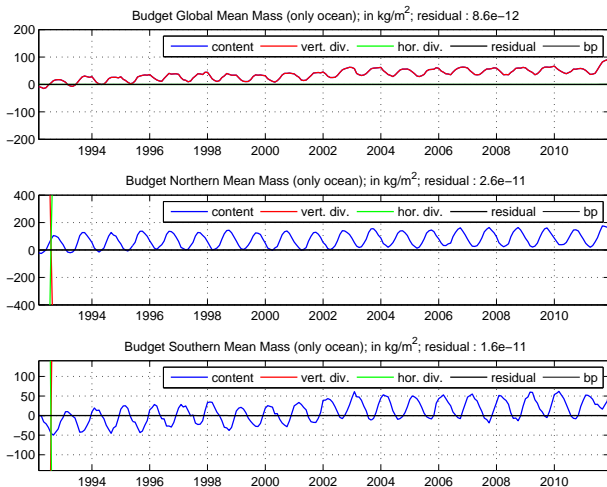 Budget Global Mean Mass (only ocean); in kg/m²; residual : 8.6e−12
200
content vert. div. hor. div. residual bp
100
0
−100
−200
1994 1996 1998 2000 2002 2004 2006 2008 2010
Budget Northern Mean Mass (only ocean); in kg/m²; residual : 2.6e−11
400
content vert. div. hor. div. residual bp
200
0
−200
−400
1994 1996 1998 2000 2002 2004 2006 2008 2010
Budget Southern Mean Mass (only ocean); in kg/m²; residual : 1.6e−11
content vert. div. hor. div. residual bp
100
50
0
−50
−100
1994 1996 1998 2000 2002 2004 2006 2008 2010